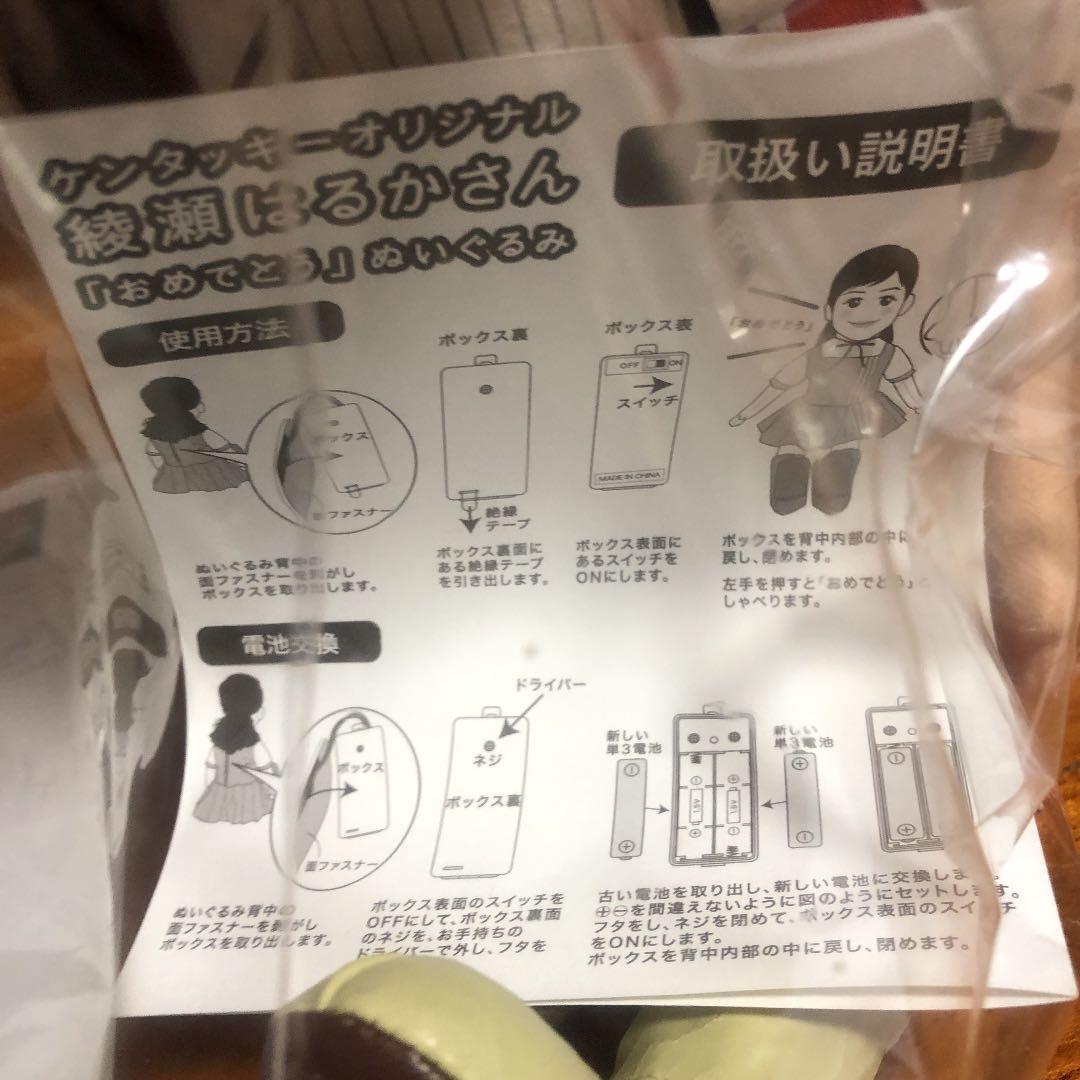 ケンタッキーオリジナル
綾瀬はるかさん
「おめでとう」ぬいぐるみ
取扱い説明書
使用方法
ボックス
面ファスナー
ぬいぐるみ背中の
面ファスナーを剥がし
ボックスを取り出します。
ボックス裏
絶縁
テープ
ボックス裏面に
ある絶縁テープ
を引き出します。
ボックス表
OFF ON
スイッチ
MADE IN CHINA
ボックス表面に
あるスイッチを
ONにします。
「おめでとう」
ボックスを背中内部の中に
戻し、閉めます。
左手を押すと「おめでとう」と
しゃべります。
電池交換
ボックス
面ファスナー
ぬいぐるみ背中の
面ファスナーを剥がし
ボックスを取り出します。
ドライバー
ネジ
ボックス裏
ボックス表面のスイッチを
OFFにして、ボックス裏面
のネジを、お手持ちの
ドライバーで外し、フタを
新しい
単3電池
新しい
単3電池
古い電池を取り出し、新しい電池に交換します。
⊕⊖を間違えないように図のようにセットします。
フタをし、ネジを閉めて、ボックス表面のスイッチ
をONにします。
ボックスを背中内部の中に戻し、閉めます。